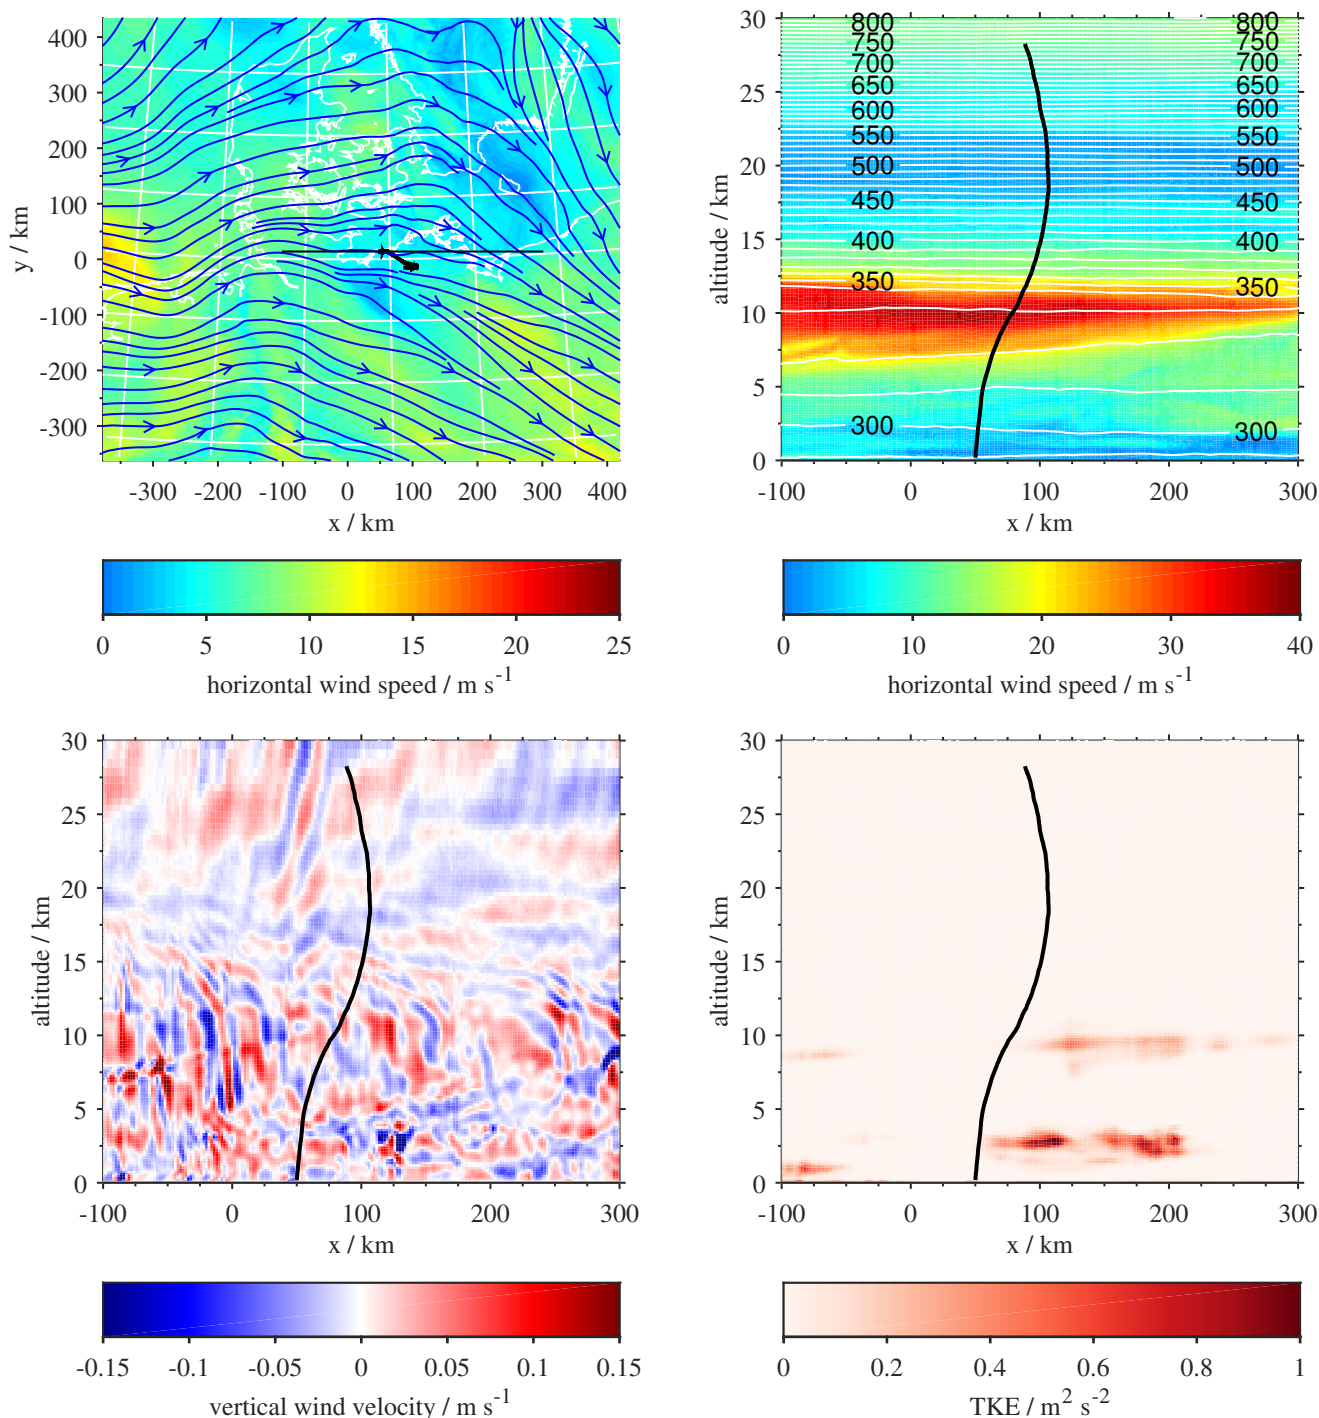 400
300
200
100
0
-100
-200
-300
y / km
-300 -200 -100 0 100 200 300 400
x / km
0 5 10 15 20 25
horizontal wind speed / m s-1
30
25
20
15
10
5
0
altitude / km
800 800
750 750
700 700
650 650
600 600
550 550
500 500
450 450
400 400
350 350
300 300
-100 0 100 200 300
x / km
0 10 20 30 40
horizontal wind speed / m s-1
30
25
20
15
10
5
0
altitude / km
-100 0 100 200 300
x / km
-0.15 -0.1 -0.05 0 0.05 0.1 0.15
vertical wind velocity / m s-1
30
25
20
15
10
5
0
altitude / km
-100 0 100 200 300
x / km
0 0.2 0.4 0.6 0.8 1
TKE / m2 s-2